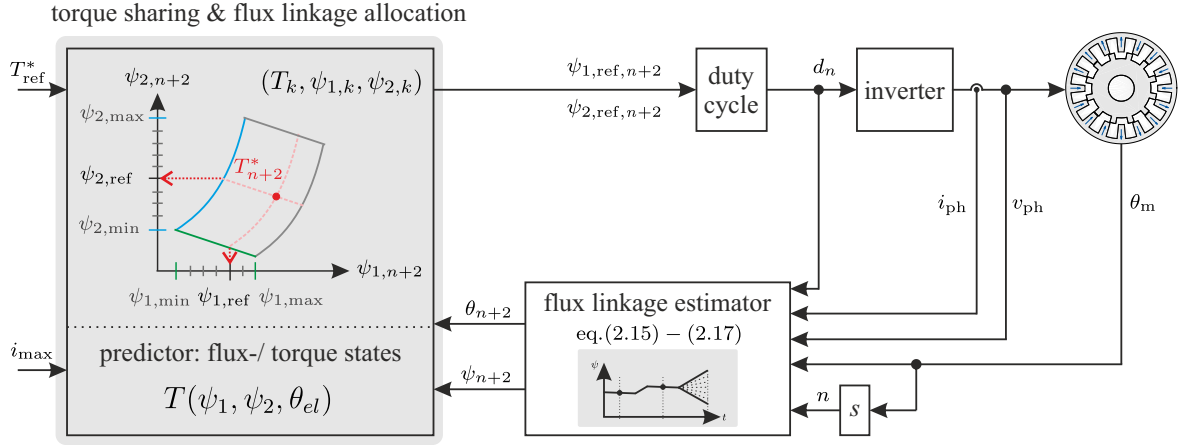 torque sharing & flux linkage allocation
T*ref
ψ2,n+2
(Tk, ψ1,k, ψ2,k)
ψ2,max
ψ2,ref
ψ2,min
T*n+2
ψ1,n+2
ψ1,min ψ1,ref ψ1,max
imax
predictor: flux-/ torque states
T(ψ1, ψ2, θel)
ψ1,ref,n+2
ψ2,ref,n+2
duty
cycle
dn
inverter
iph
vph
θm
θn+2
ψn+2
flux linkage estimator
eq.(2.15) − (2.17)
ψ
t
n
s